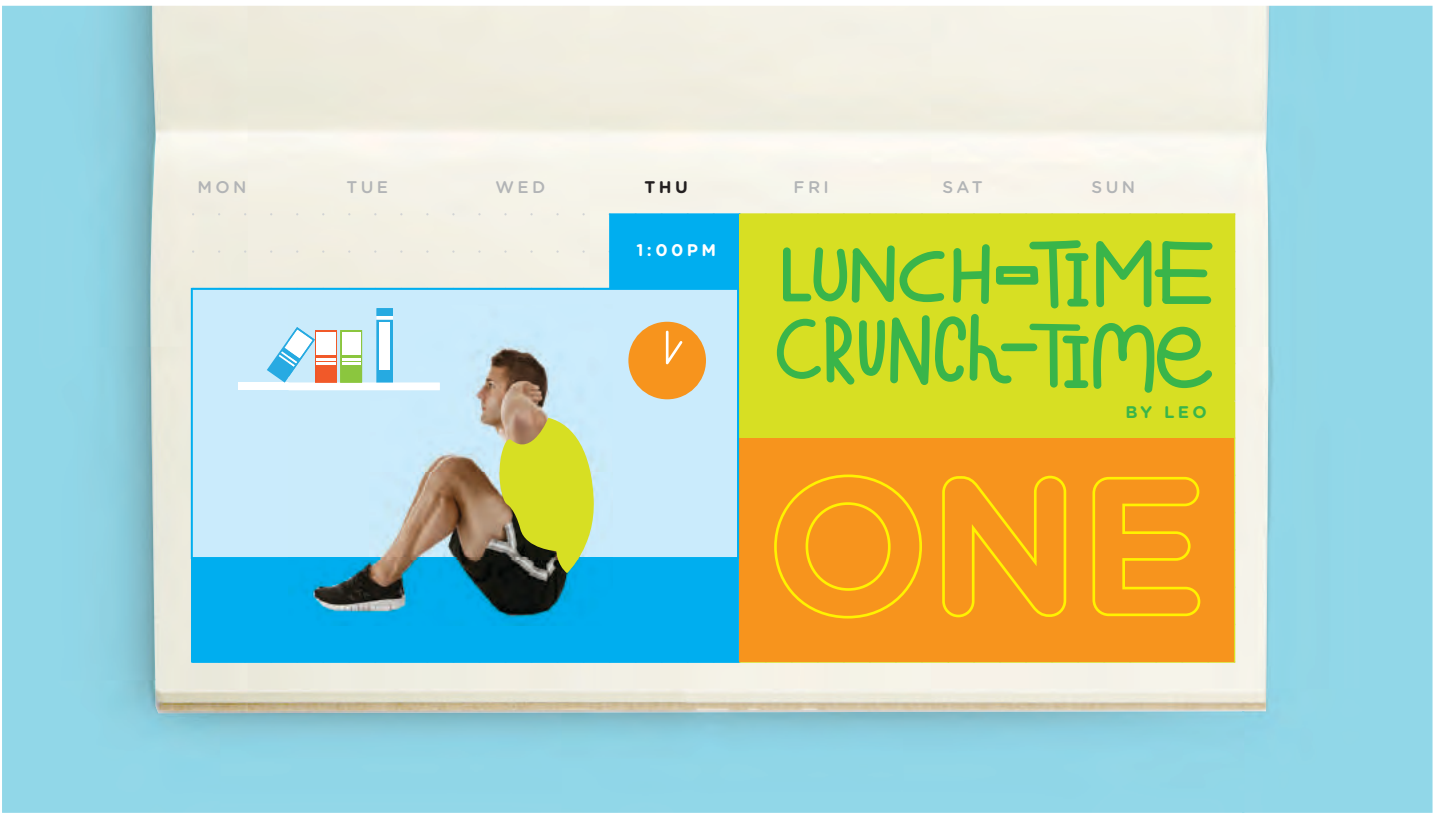 MON TUE WED THU FRI SAT SUN
1:00PM
LUNCH-TIME
CRUNCh-TIme
BY LEO
ONE